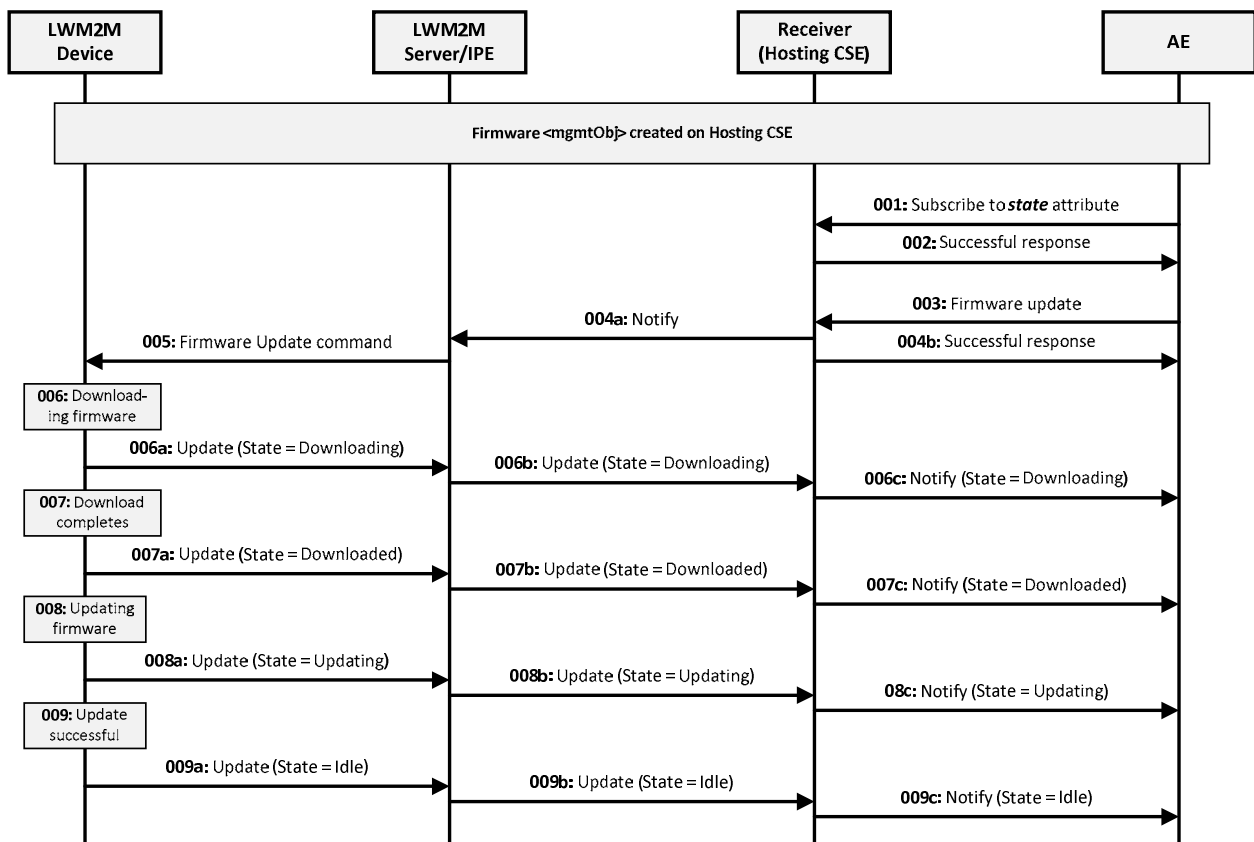 LWM2M
Device
LWM2M
Server/IPE
Receiver
(Hosting CSE)
AE
Firmware <mgmtObj> created on Hosting CSE
001: Subscribe to state attribute
002: Successful response
003: Firmware update
004a: Notify
004b: Successful response
005: Firmware Update command
006: Download-
ing firmware
006a: Update (State = Downloading)
006b: Update (State = Downloading)
006c: Notify (State = Downloading)
007: Download
completes
007a: Update (State = Downloaded)
007b: Update (State = Downloaded)
007c: Notify (State = Downloaded)
008: Updating
firmware
008a: Update (State = Updating)
008b: Update (State = Updating)
08c: Notify (State = Updating)
009: Update
successful
009a: Update (State = Idle)
009b: Update (State = Idle)
009c: Notify (State = Idle)